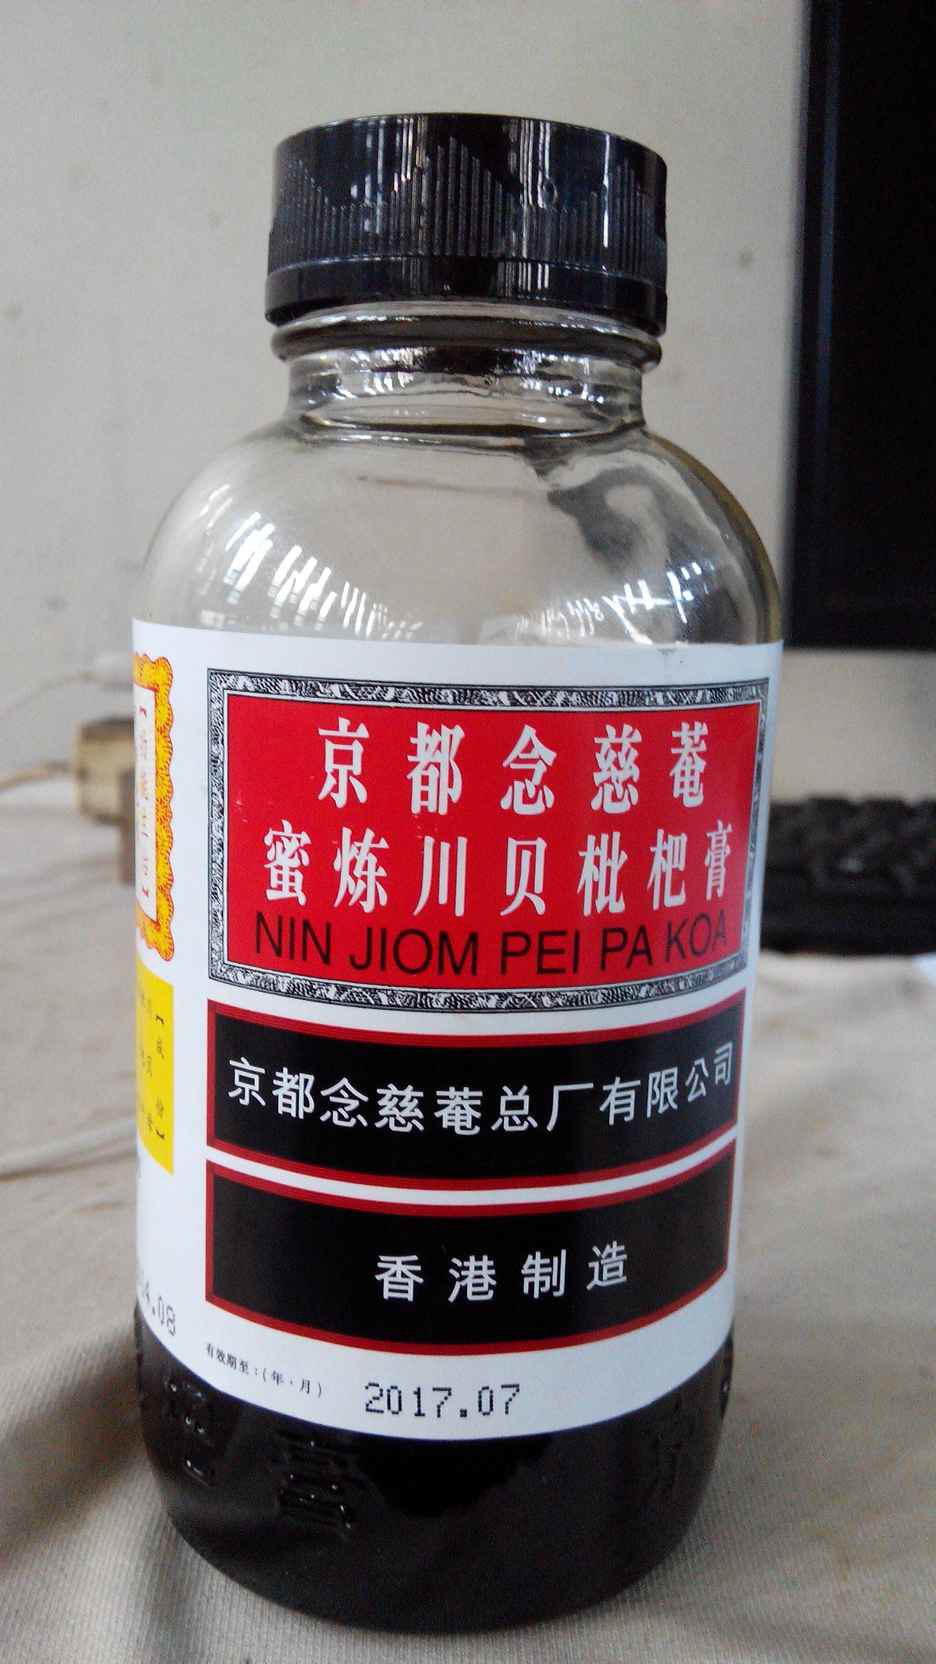 京都念慈菴
蜜炼川贝枇杷膏
NIN JIOM PEI PA KOA
京都念慈菴总厂有限公司
香港制造
4.08
有效期至：(年·月)
2017.07